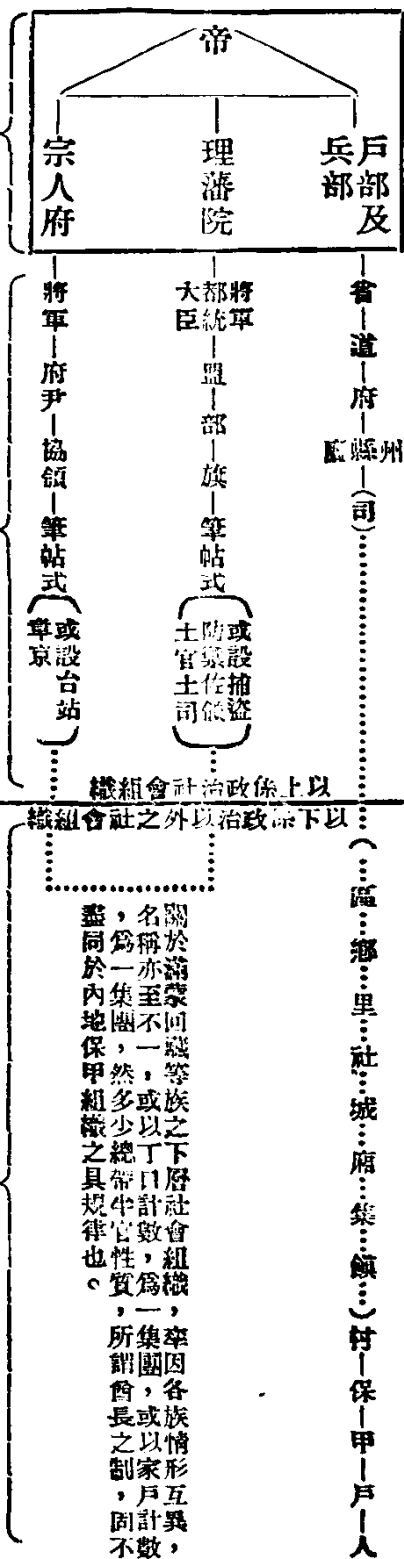 帝
戶部及
兵部
理藩院
宗人府
省—道—府—州縣廳—(司)
將軍
都統
大臣
—盟—部—旗—筆帖式
(或設捕盜
防禦佐領
土官土司)
將軍—府尹—協領—筆帖式
(或設台站
章京)
以上係政治社會組織
以下係政治以外之社會組織
(…區…鄉…里…社…城…廂…集…鎮…)村—保—甲—戶—人
關於滿蒙回藏等族之下層社會組織,率因各族情形互異,
名稱亦至不一,或以丁口計數,爲一集團,或以家戶計數
,爲一集團,然多少總帶半官性質,所謂酋長之制,固不
盡同於內地保甲組織之具規律也。